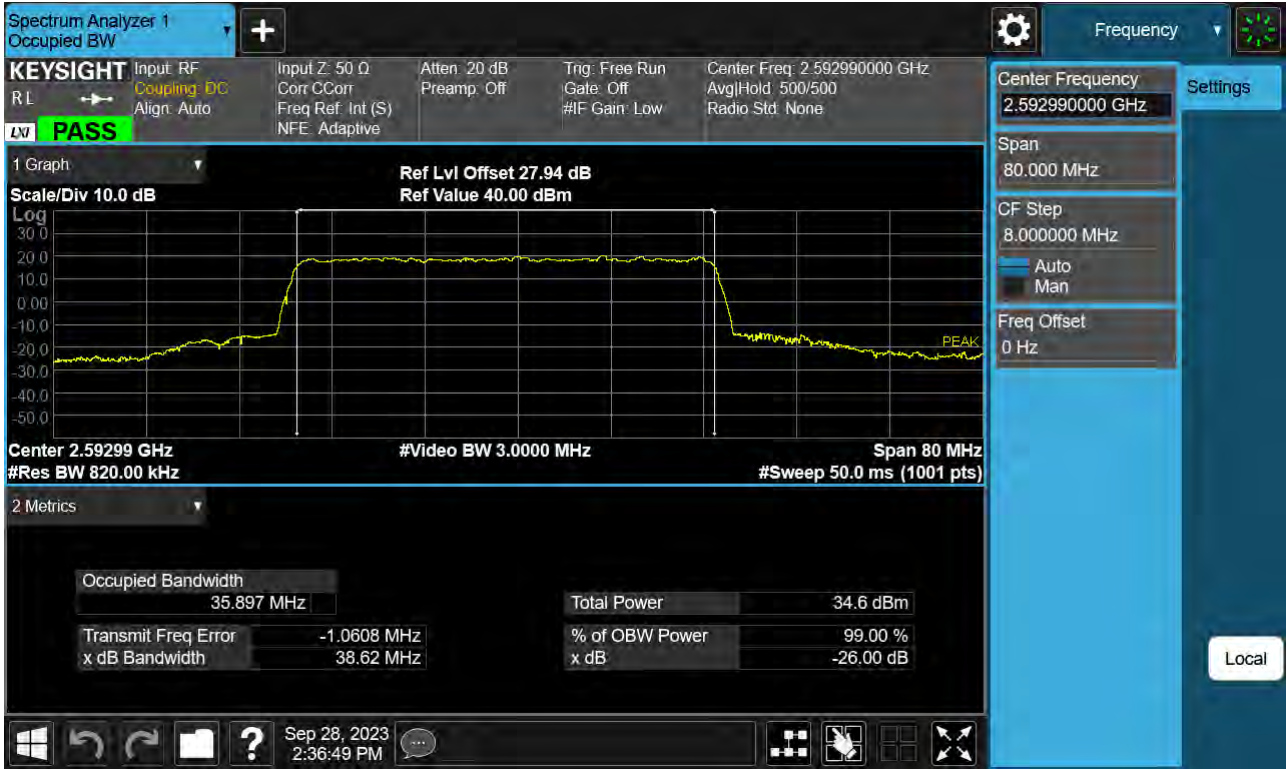 Spectrum Analyzer 1
Occupied BW
Frequency
KEYSIGHT
R L
LXI
PASS
Input: RF
Coupling: DC
Align: Auto
Input Z: 50 Ω
Corr CCorr
Freq Ref: Int (S)
NFE: Adaptive
Atten: 20 dB
Preamp: Off
Trig: Free Run
Gate: Off
#IF Gain: Low
Center Freq: 2.592990000 GHz
Avg|Hold: 500/500
Radio Std: None
1 Graph
Scale/Div 10.0 dB
Ref Lvl Offset 27.94 dB
Ref Value 40.00 dBm
Log
30.0
20.0
10.0
0.00
-10.0
-20.0
-30.0
-40.0
-50.0
PEAK
Center 2.59299 GHz
#Video BW 3.0000 MHz
Span 80 MHz
#Res BW 820.00 kHz
#Sweep 50.0 ms (1001 pts)
2 Metrics
Occupied Bandwidth
35.897 MHz
Total Power 34.6 dBm
Transmit Freq Error -1.0608 MHz
% of OBW Power 99.00 %
x dB Bandwidth 38.62 MHz
x dB -26.00 dB
Center Frequency
2.592990000 GHz
Settings
Span
80.000 MHz
CF Step
8.000000 MHz
Auto
Man
Freq Offset
0 Hz
Local
?
Sep 28, 2023
2:36:49 PM